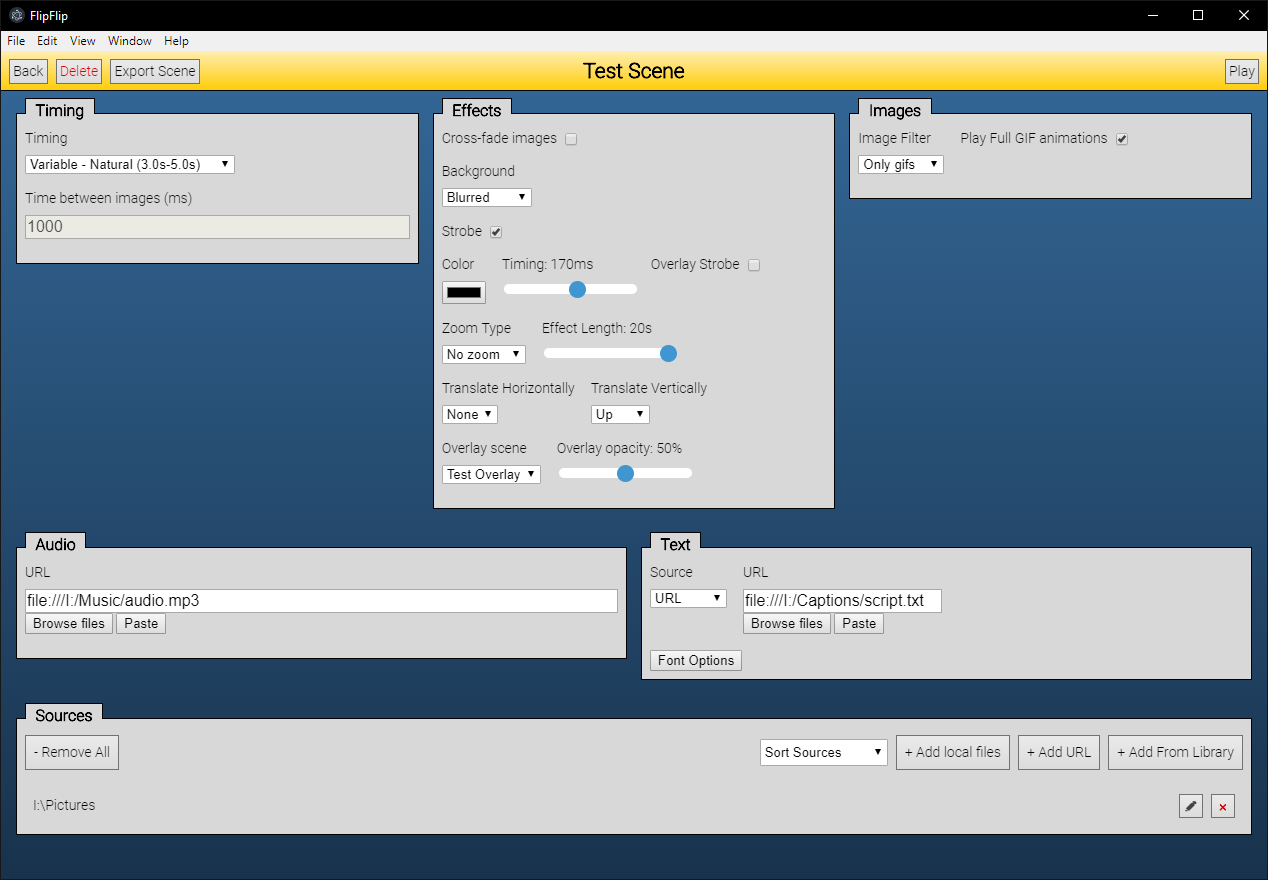 FlipFlip
File Edit View Window Help
Back Delete Export Scene Test Scene Play
Timing
Timing
Variable - Natural (3.0s-5.0s)
Time between images (ms)
1000
Effects
Cross-fade images
Background
Blurred
Strobe
Color Timing: 170ms Overlay Strobe
Zoom Type Effect Length: 20s
No zoom
Translate Horizontally Translate Vertically
None Up
Overlay scene Overlay opacity: 50%
Test Overlay
Images
Image Filter Play Full GIF animations
Only gifs
Audio
URL
file:///I:/Music/audio.mp3
Browse files Paste
Text
Source URL
URL file:///I:/Captions/script.txt
Browse files Paste
Font Options
Sources
- Remove All Sort Sources + Add local files + Add URL + Add From Library
I:\Pictures